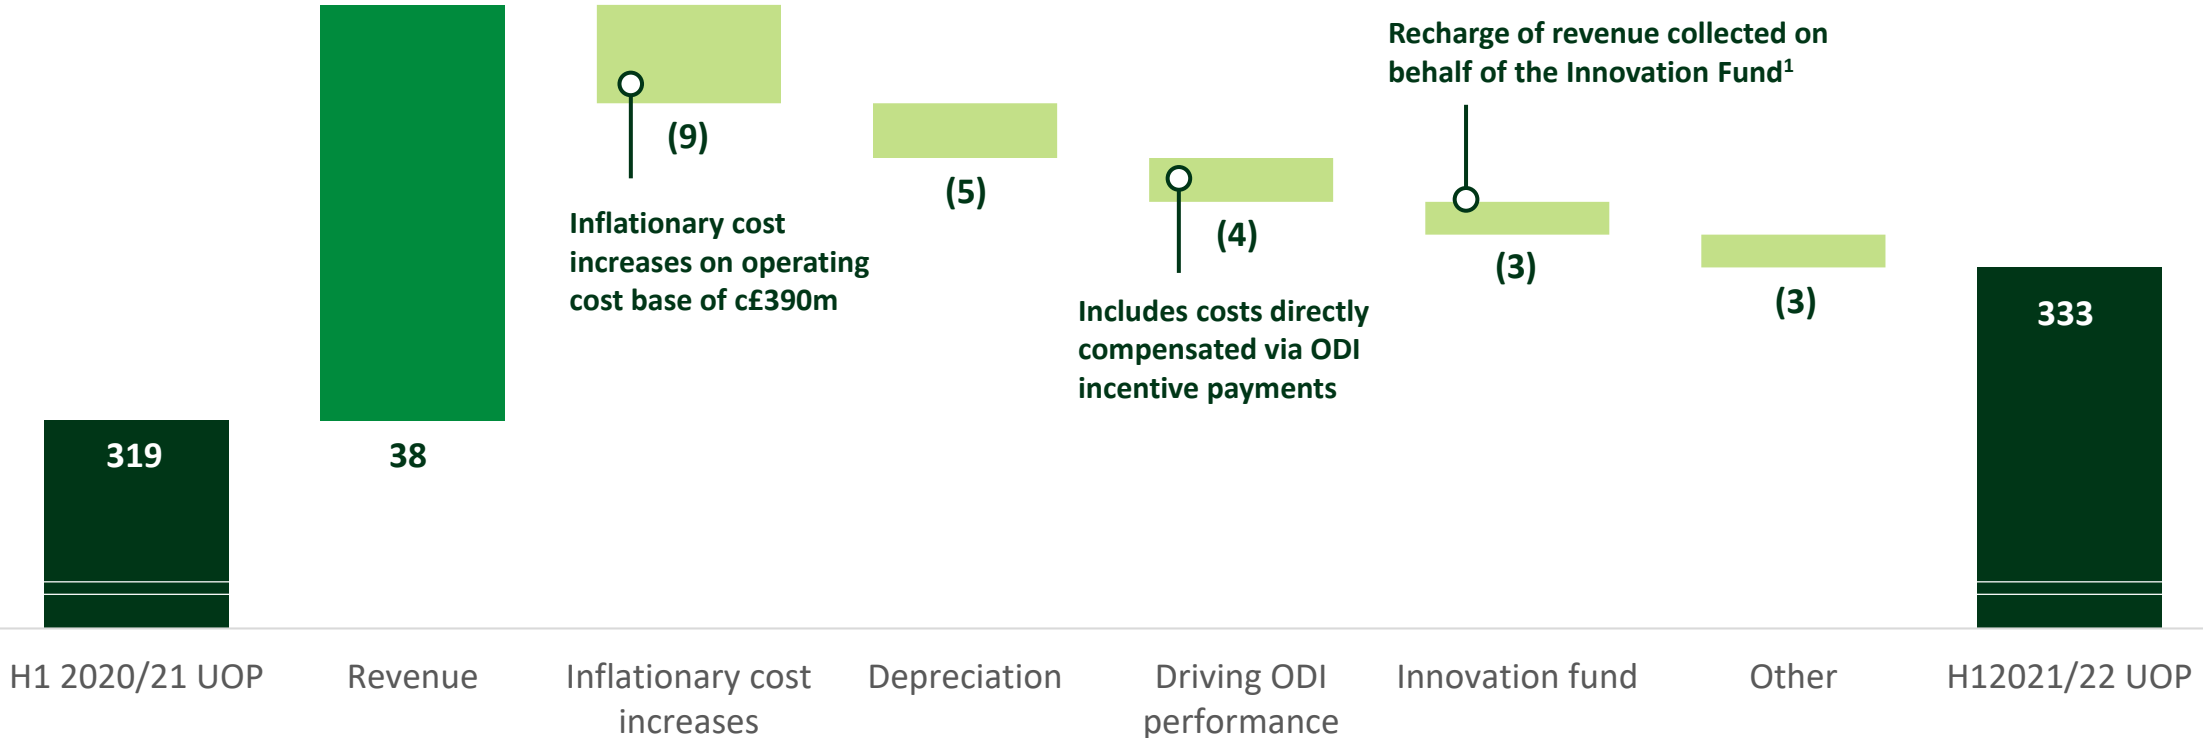 Recharge of revenue collected on
behalf of the Innovation Fund¹
(9)
(5)
(4)
(3)
(3)
Inflationary cost
increases on operating
cost base of c£390m
Includes costs directly
compensated via ODI
incentive payments
319
38
333
H1 2020/21 UOP
Revenue
Inflationary cost
increases
Depreciation
Driving ODI
performance
Innovation fund
Other
H12021/22 UOP